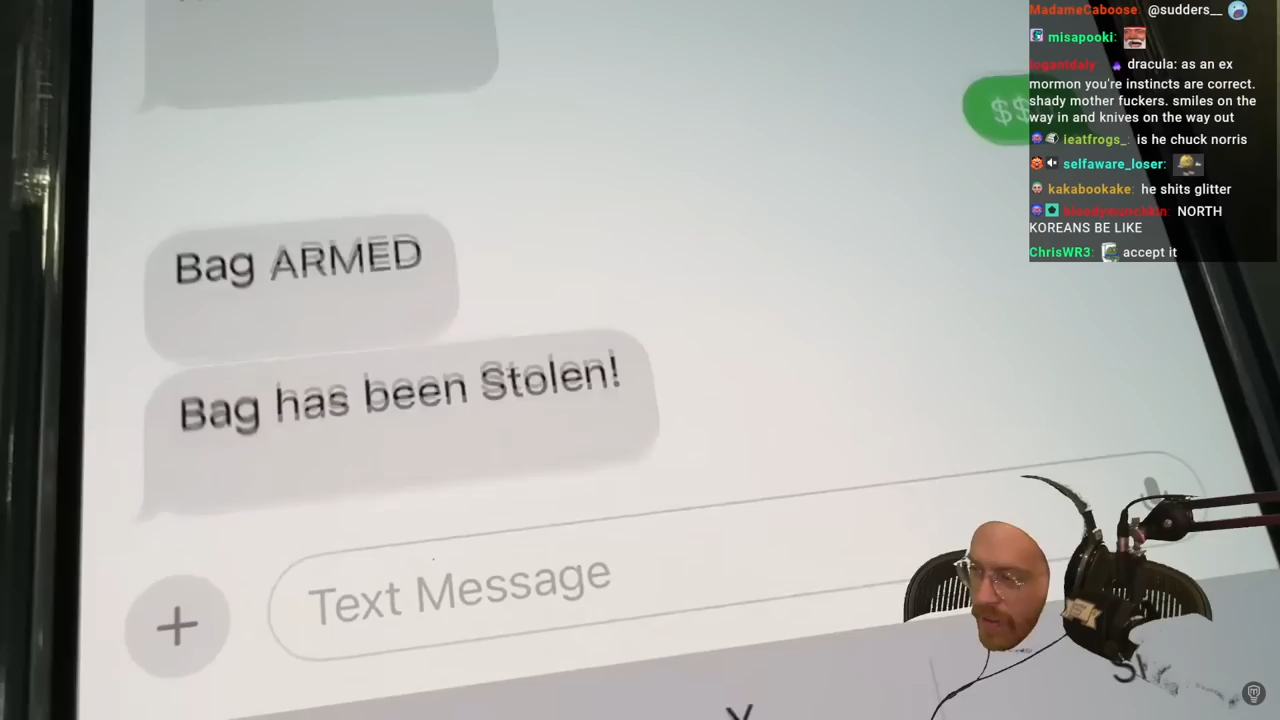 MadameCaboose: @sudders__
misapooki:
logantdaly: dracula: as an ex
mormon you're instincts are correct.
shady mother fuckers. smiles on the
way in and knives on the way out
ieatfrogs_: is he chuck norris
selfaware_loser:
kakabookake: he shits glitter
bloodymunchkin: NORTH
KOREANS BE LIKE
ChrisWR3: accept it
$$
Bag ARMED
Bag has been Stolen!
Text Message